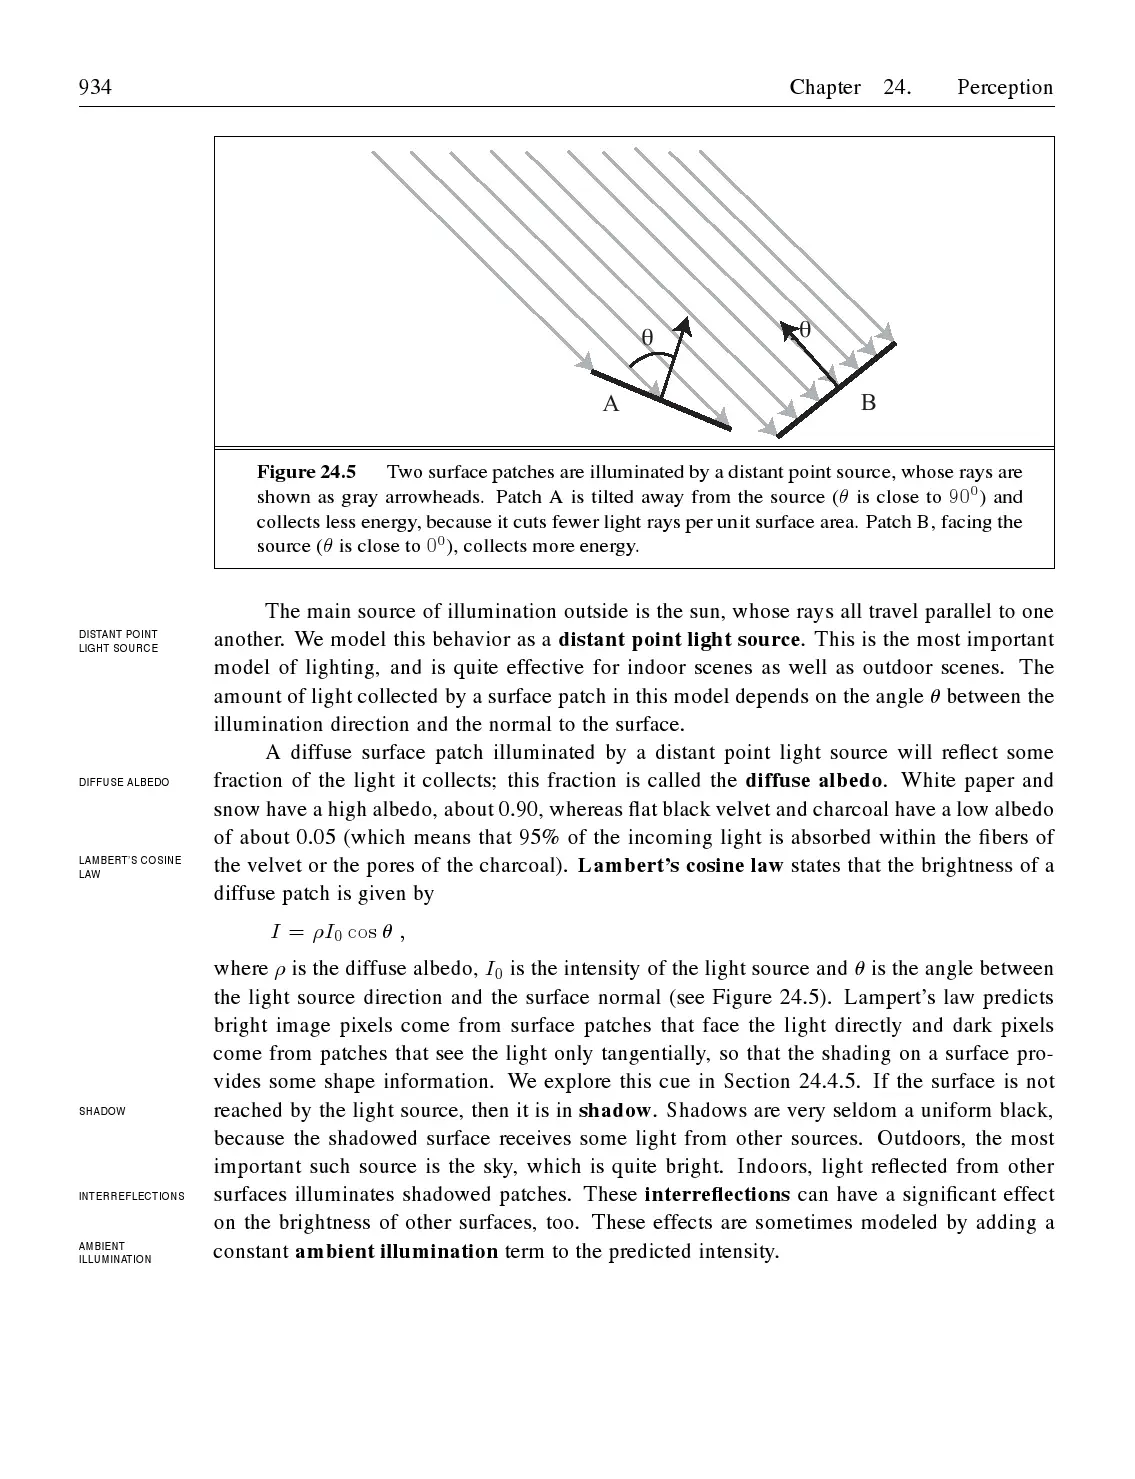 934
Chapter 24. Perception
θ
θ
A
B
Figure 24.5 Two surface patches are illuminated by a distant point source, whose rays are
shown as gray arrowheads. Patch A is tilted away from the source (θ is close to 90⁰) and
collects less energy, because it cuts fewer light rays per unit surface area. Patch B, facing the
source (θ is close to 0⁰), collects more energy.
The main source of illumination outside is the sun, whose rays all travel parallel to one
DISTANT POINT
LIGHT SOURCE
another. We model this behavior as a distant point light source. This is the most important
model of lighting, and is quite effective for indoor scenes as well as outdoor scenes. The
amount of light collected by a surface patch in this model depends on the angle θ between the
illumination direction and the normal to the surface.
A diffuse surface patch illuminated by a distant point light source will reflect some
DIFFUSE ALBEDO
fraction of the light it collects; this fraction is called the diffuse albedo. White paper and
snow have a high albedo, about 0.90, whereas flat black velvet and charcoal have a low albedo
of about 0.05 (which means that 95% of the incoming light is absorbed within the fibers of
LAMBERT'S COSINE
LAW
the velvet or the pores of the charcoal). Lambert's cosine law states that the brightness of a
diffuse patch is given by
I = ρI₀ cos θ ,
where ρ is the diffuse albedo, I₀ is the intensity of the light source and θ is the angle between
the light source direction and the surface normal (see Figure 24.5). Lampert's law predicts
bright image pixels come from surface patches that face the light directly and dark pixels
come from patches that see the light only tangentially, so that the shading on a surface pro-
vides some shape information. We explore this cue in Section 24.4.5. If the surface is not
SHADOW
reached by the light source, then it is in shadow. Shadows are very seldom a uniform black,
because the shadowed surface receives some light from other sources. Outdoors, the most
important such source is the sky, which is quite bright. Indoors, light reflected from other
INTERREFLECTIONS
surfaces illuminates shadowed patches. These interreflections can have a significant effect
on the brightness of other surfaces, too. These effects are sometimes modeled by adding a
AMBIENT
ILLUMINATION
constant ambient illumination term to the predicted intensity.